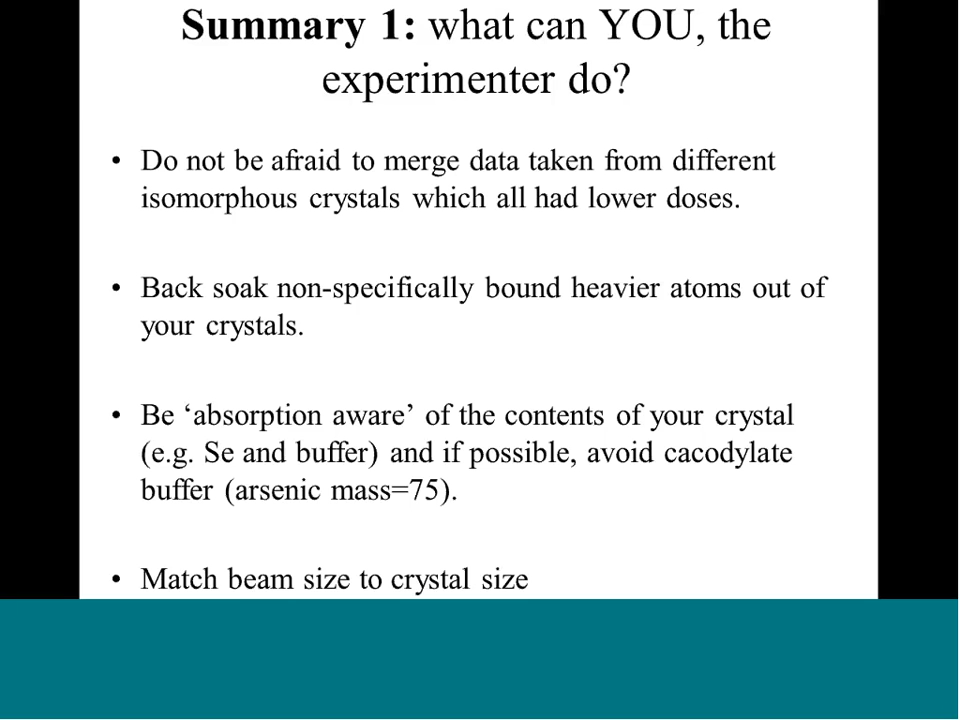 Summary 1: what can YOU, the
experimenter do?
• Do not be afraid to merge data taken from different
isomorphous crystals which all had lower doses.
• Back soak non-specifically bound heavier atoms out of
your crystals.
• Be ‘absorption aware’ of the contents of your crystal
(e.g. Se and buffer) and if possible, avoid cacodylate
buffer (arsenic mass=75).
• Match beam size to crystal size